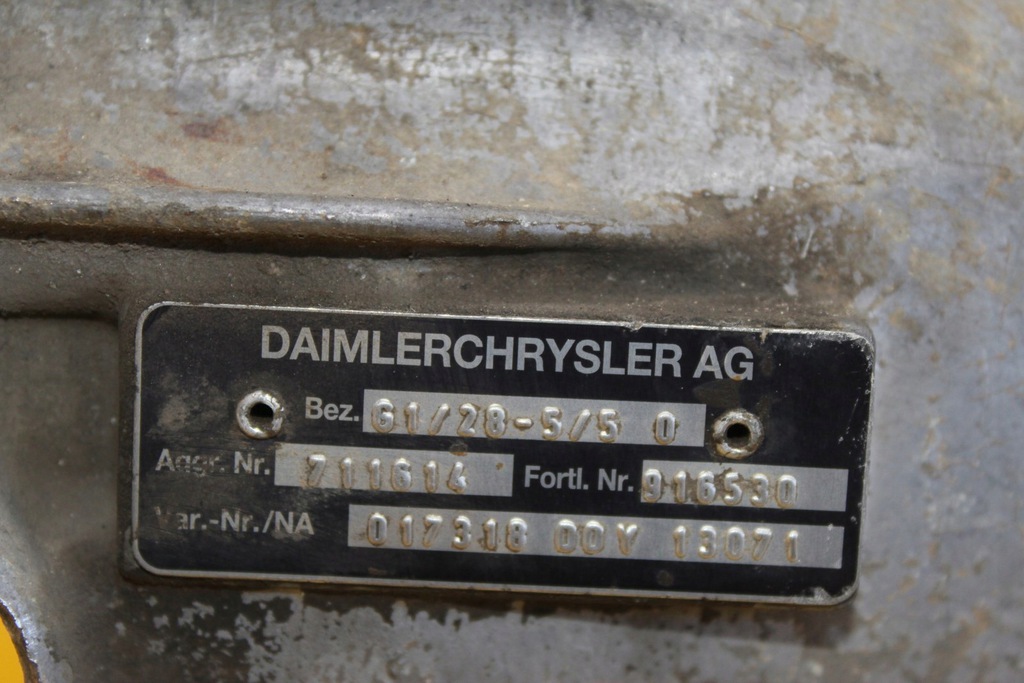 DAIMLERCHRYSLER AG
Bez. G1/28-5/5 0
Aggr. Nr. 711614 Fortl. Nr. 916530
Var.-Nr./NA 017318 DDY 13071